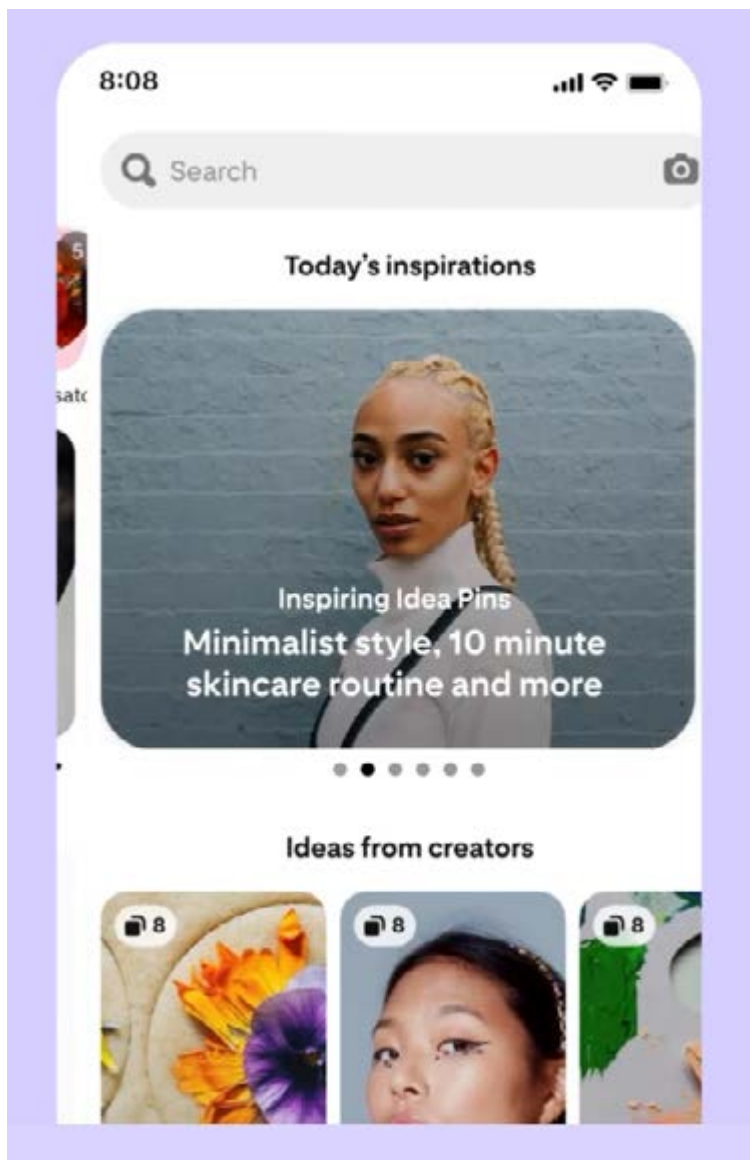 8:08
Search
5
Today's inspirations
Inspiring Idea Pins
Minimalist style, 10 minute
skincare routine and more
Ideas from creators
8
8
8